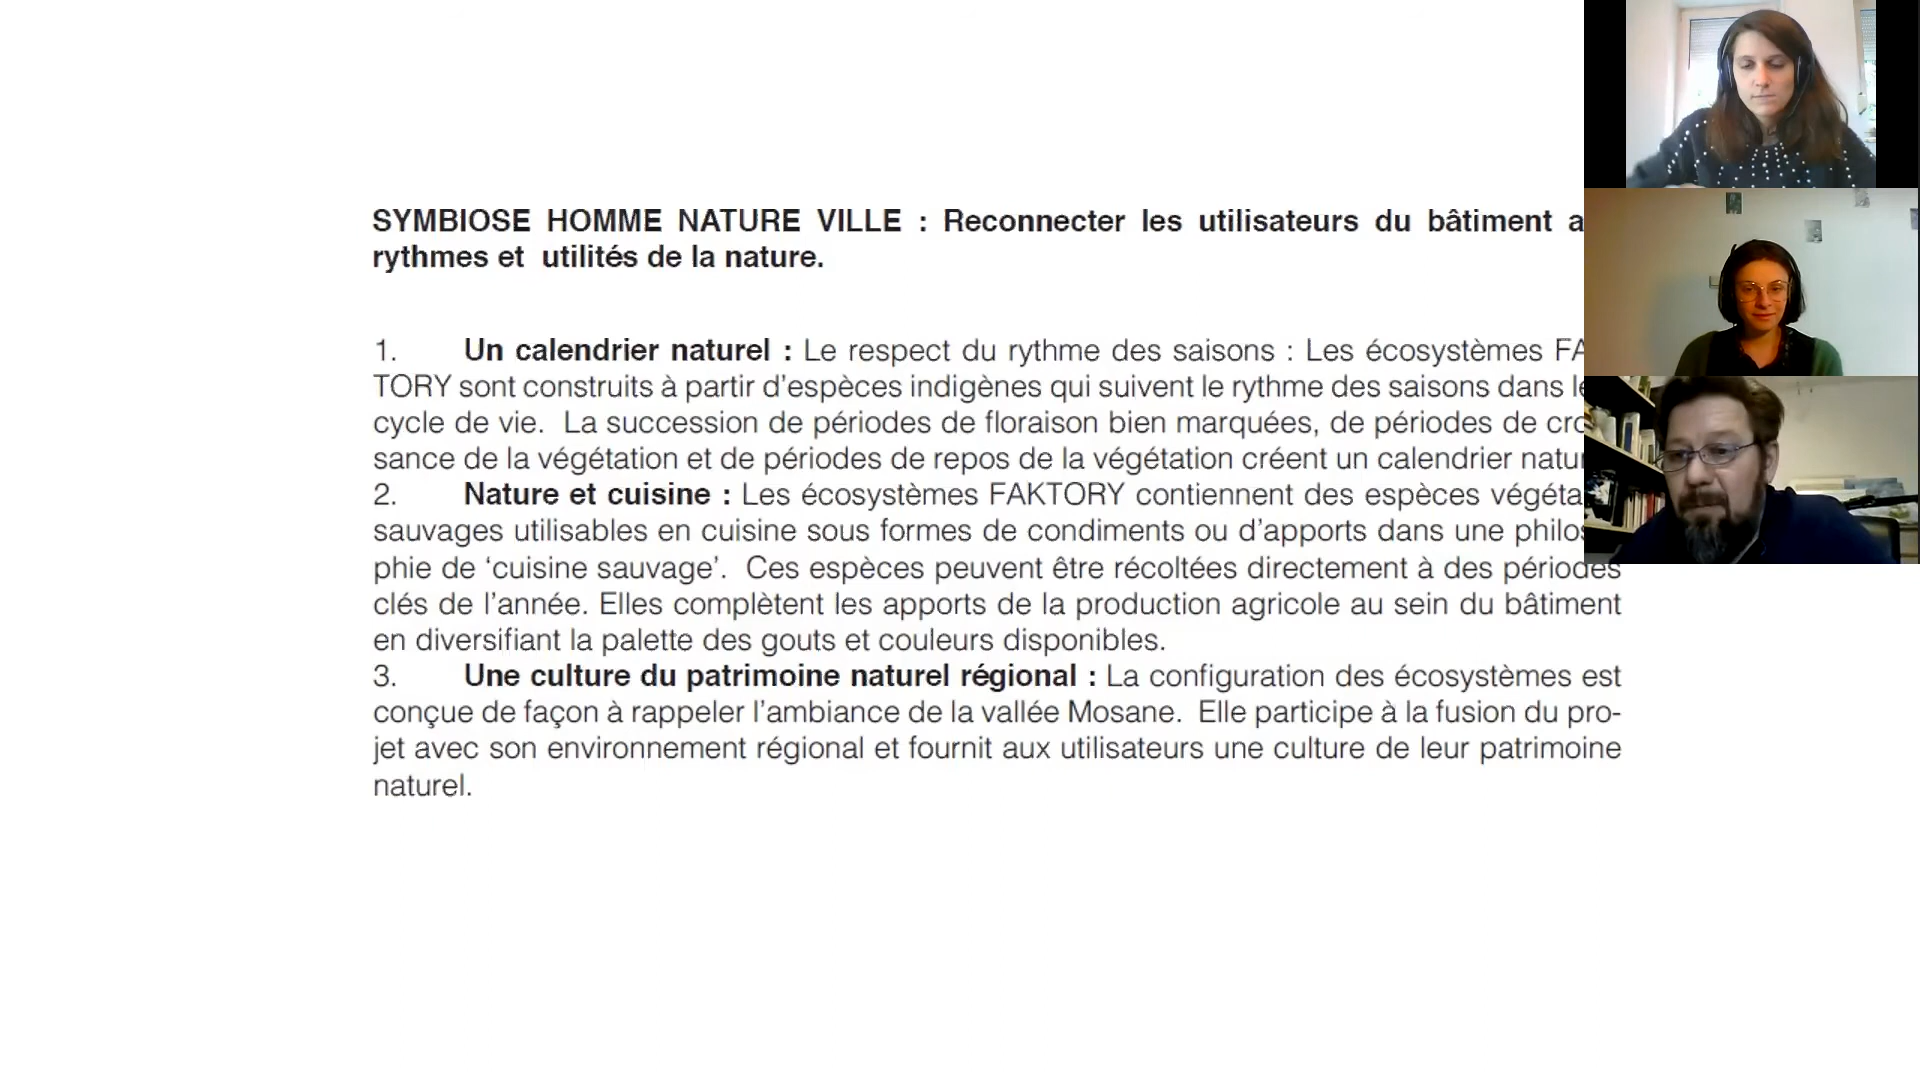 SYMBIOSE HOMME NATURE VILLE : Reconnecter les utilisateurs du bâtiment
rythmes et utilités de la nature.
1. Un calendrier naturel : Le respect du rythme des saisons : Les écosystèmes
TORY sont construits à partir d'espèces indigènes qui suivent le rythme des saisons dans
cycle de vie. La succession de périodes de floraison bien marquées, de périodes de
sance de la végétation et de périodes de repos de la végétation créent un calendrier
2. Nature et cuisine : Les écosystèmes FAKTORY contiennent des espèces
sauvages utilisables en cuisine sous formes de condiments ou d'apports dans une
phie de ‘cuisine sauvage’. Ces espèces peuvent être récoltées directement à des périodes
clés de l'année. Elles complètent les apports de la production agricole au sein du bâtiment
en diversifiant la palette des gouts et couleurs disponibles.
3. Une culture du patrimoine naturel régional : La configuration des écosystèmes est
conçue de façon à rappeler l'ambiance de la vallée Mosane. Elle participe à la fusion du pro-
jet avec son environnement régional et fournit aux utilisateurs une culture de leur patrimoine
naturel.